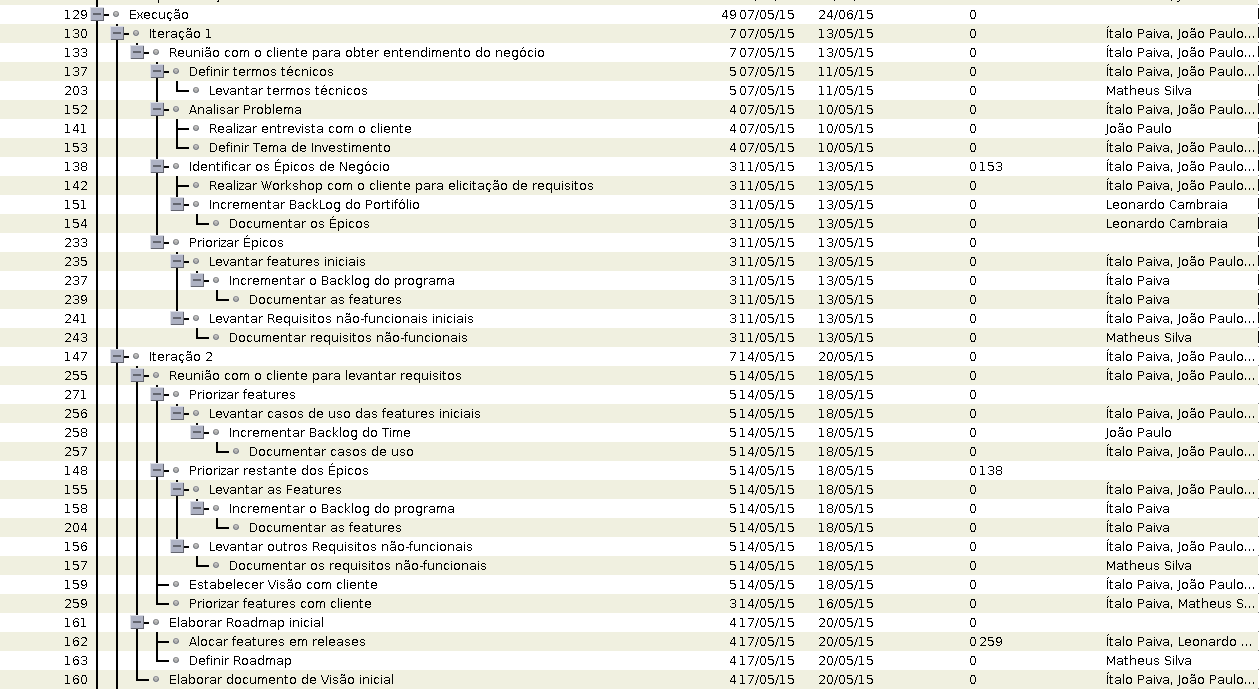 129 Execução 49 07/05/15 24/06/15 0
130 Iteração 1 7 07/05/15 13/05/15 0 Ítalo Paiva, João Paulo...
133 Reunião com o cliente para obter entendimento do negócio 7 07/05/15 13/05/15 0 Ítalo Paiva, João Paulo...
137 Definir termos técnicos 5 07/05/15 11/05/15 0 Ítalo Paiva, João Paulo...
203 Levantar termos técnicos 5 07/05/15 11/05/15 0 Matheus Silva
152 Analisar Problema 4 07/05/15 10/05/15 0 Ítalo Paiva, João Paulo...
141 Realizar entrevista com o cliente 4 07/05/15 10/05/15 0 João Paulo
153 Definir Tema de Investimento 4 07/05/15 10/05/15 0 Ítalo Paiva, João Paulo...
138 Identificar os Épicos de Negócio 3 11/05/15 13/05/15 0 153 Ítalo Paiva, João Paulo...
142 Realizar Workshop com o cliente para elicitação de requisitos 3 11/05/15 13/05/15 0 Ítalo Paiva, João Paulo...
151 Incrementar BackLog do Portifólio 3 11/05/15 13/05/15 0 Leonardo Cambraia
154 Documentar os Épicos 3 11/05/15 13/05/15 0 Leonardo Cambraia
233 Priorizar Épicos 3 11/05/15 13/05/15 0
235 Levantar features iniciais 3 11/05/15 13/05/15 0 Ítalo Paiva, João Paulo...
237 Incrementar o Backlog do programa 3 11/05/15 13/05/15 0 Ítalo Paiva
239 Documentar as features 3 11/05/15 13/05/15 0 Ítalo Paiva
241 Levantar Requisitos não-funcionais iniciais 3 11/05/15 13/05/15 0 Ítalo Paiva, João Paulo...
243 Documentar requisitos não-funcionais 3 11/05/15 13/05/15 0 Matheus Silva
147 Iteração 2 7 14/05/15 20/05/15 0 Ítalo Paiva, João Paulo...
255 Reunião com o cliente para levantar requisitos 5 14/05/15 18/05/15 0 Ítalo Paiva, João Paulo...
271 Priorizar features 5 14/05/15 18/05/15 0
256 Levantar casos de uso das features iniciais 5 14/05/15 18/05/15 0 Ítalo Paiva, João Paulo...
258 Incrementar Backlog do Time 5 14/05/15 18/05/15 0 João Paulo
257 Documentar casos de uso 5 14/05/15 18/05/15 0 Ítalo Paiva, João Paulo...
148 Priorizar restante dos Épicos 5 14/05/15 18/05/15 0 138
155 Levantar as Features 5 14/05/15 18/05/15 0 Ítalo Paiva, João Paulo...
158 Incrementar o Backlog do programa 5 14/05/15 18/05/15 0 Ítalo Paiva
204 Documentar as features 5 14/05/15 18/05/15 0 Ítalo Paiva
156 Levantar outros Requisitos não-funcionais 5 14/05/15 18/05/15 0 Ítalo Paiva, João Paulo...
157 Documentar os requisitos não-funcionais 5 14/05/15 18/05/15 0 Matheus Silva
159 Estabelecer Visão com cliente 5 14/05/15 18/05/15 0 Ítalo Paiva, João Paulo...
259 Priorizar features com cliente 3 14/05/15 16/05/15 0 Ítalo Paiva, Matheus S...
161 Elaborar Roadmap inicial 4 17/05/15 20/05/15 0
162 Alocar features em releases 4 17/05/15 20/05/15 0 259 Ítalo Paiva, Leonardo ...
163 Definir Roadmap 4 17/05/15 20/05/15 0 Matheus Silva
160 Elaborar documento de Visão inicial 4 17/05/15 20/05/15 0 Ítalo Paiva, João Paulo...